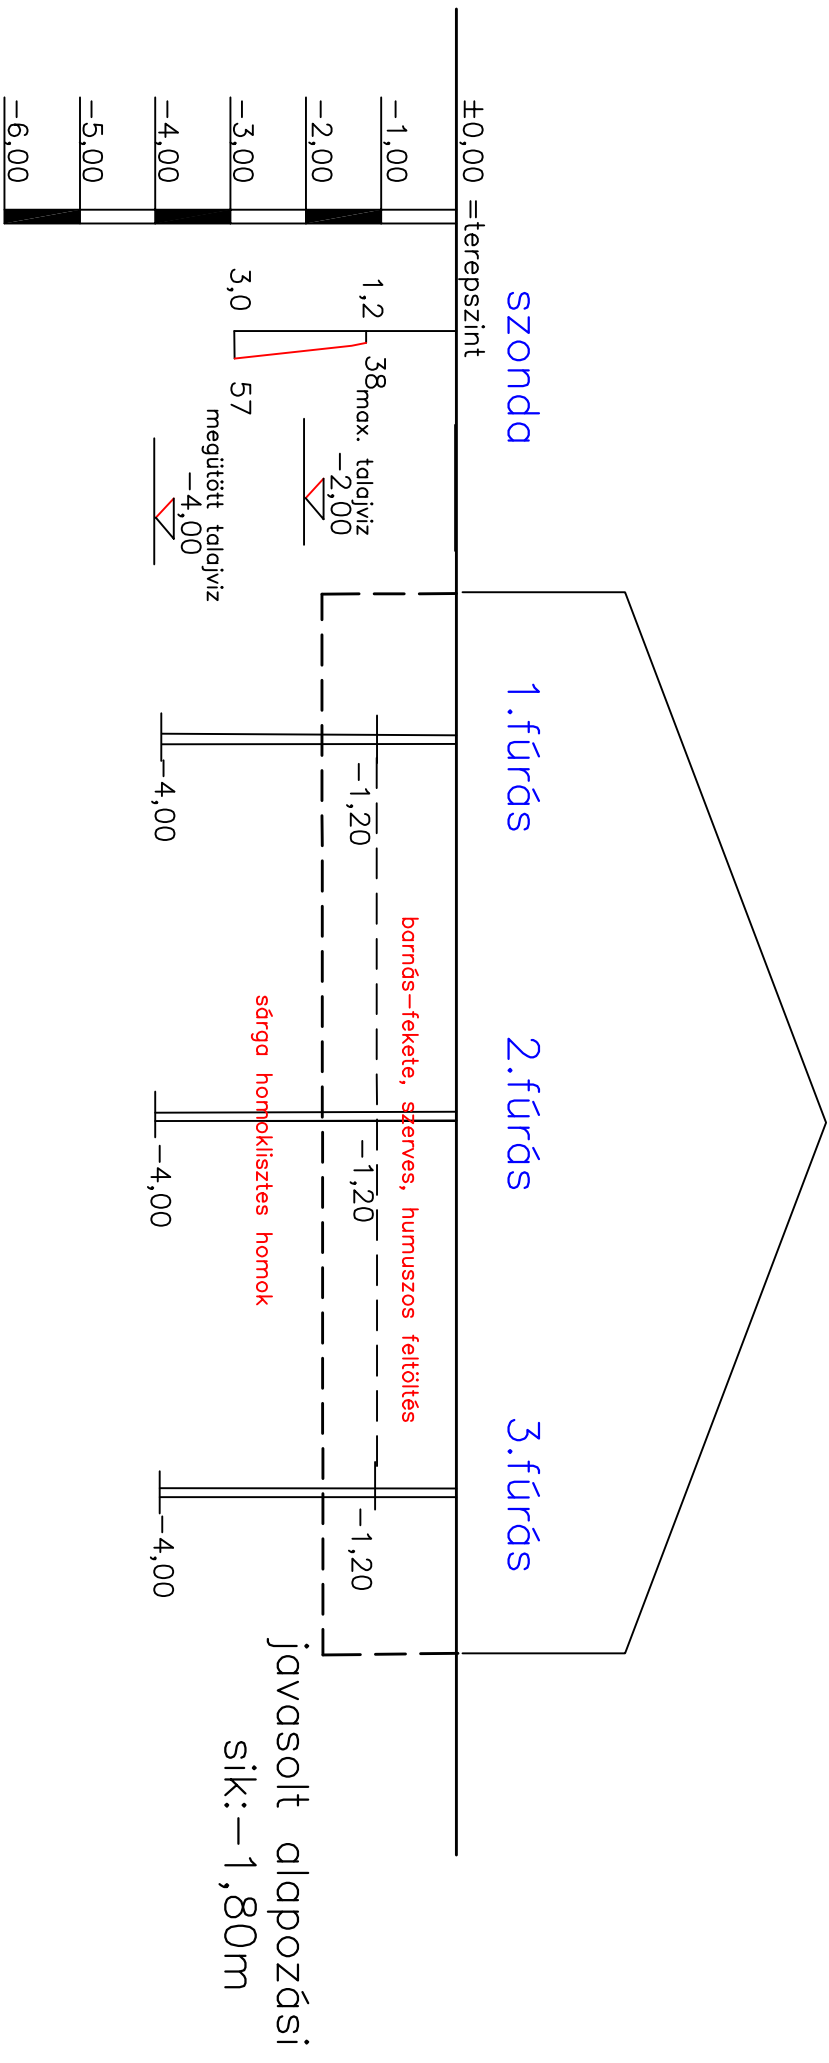 szonda
1.fúrás
2.fúrás
3.fúrás
±0,00 =terepszint
-1,00
-2,00
-3,00
-4,00
-5,00
-6,00
1,2
38
3,0
57
max. talajviz
-2,00
megütött talajviz
-4,00
barnás-fekete, szerves, humuszos feltöltés
-1,20
-1,20
-1,20
sárga homoklisztes homok
-4,00
-4,00
-4,00
javasolt alapozási
sik:-1,80m